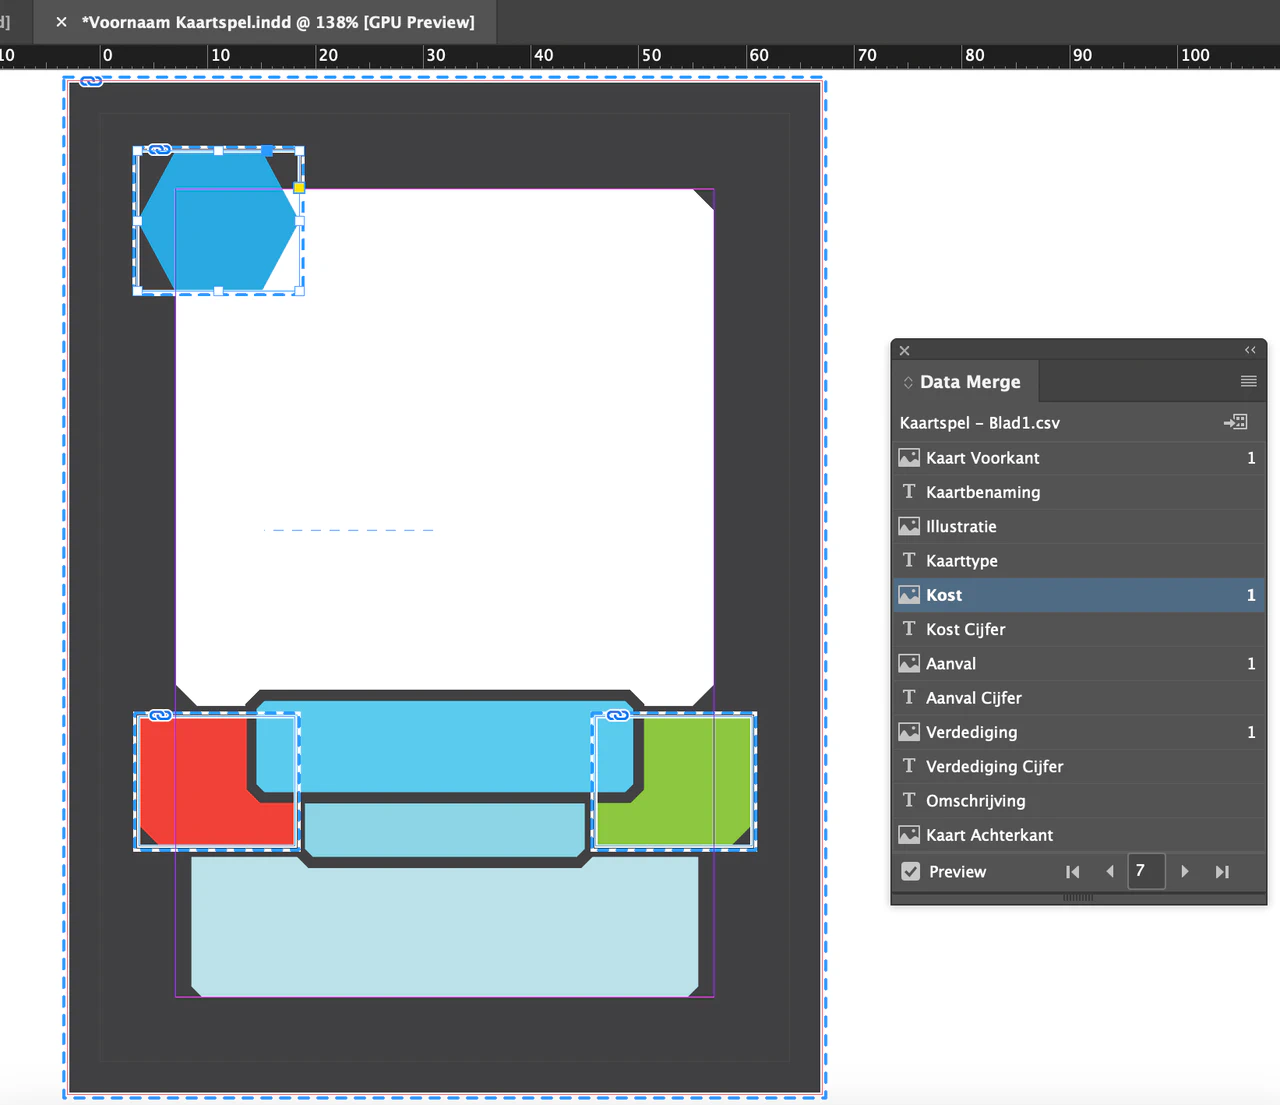 d] × *Voornaam Kaartspel.indd @ 138% [GPU Preview]
10 0 10 20 30 40 50 60 70 80 90 100
Data Merge
Kaartspel – Blad1.csv
Kaart Voorkant 1
T Kaartbenaming
Illustratie
T Kaarttype
Kost 1
T Kost Cijfer
Aanval 1
T Aanval Cijfer
Verdediging 1
T Verdediging Cijfer
T Omschrijving
Kaart Achterkant
Preview 7